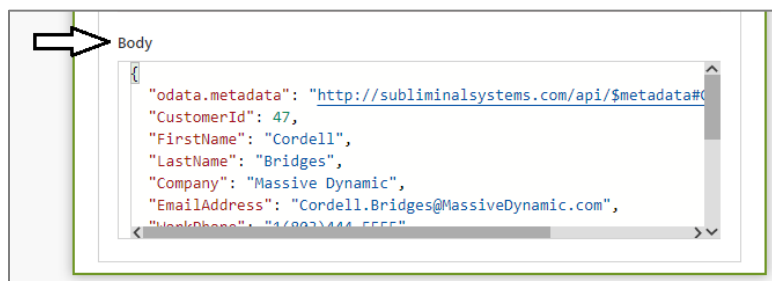 Body
{
"odata.metadata": "http://subliminalsystems.com/api/$metadata#C
"CustomerId": 47,
"FirstName": "Cordell",
"LastName": "Bridges",
"Company": "Massive Dynamic",
"EmailAddress": "Cordell.Bridges@MassiveDynamic.com",